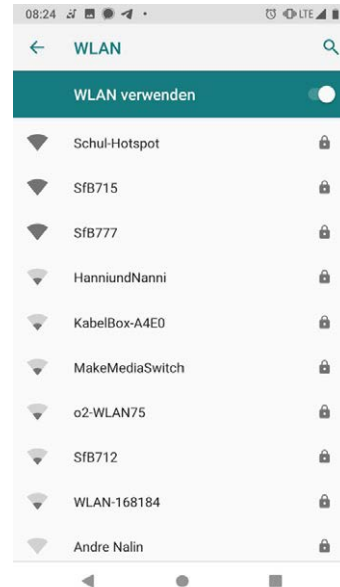 08:24 LTE
WLAN
WLAN verwenden
Schul-Hotspot
SfB715
SfB777
HanniundNanni
KabelBox-A4E0
MakeMediaSwitch
o2-WLAN75
SfB712
WLAN-168184
Andre Nalin